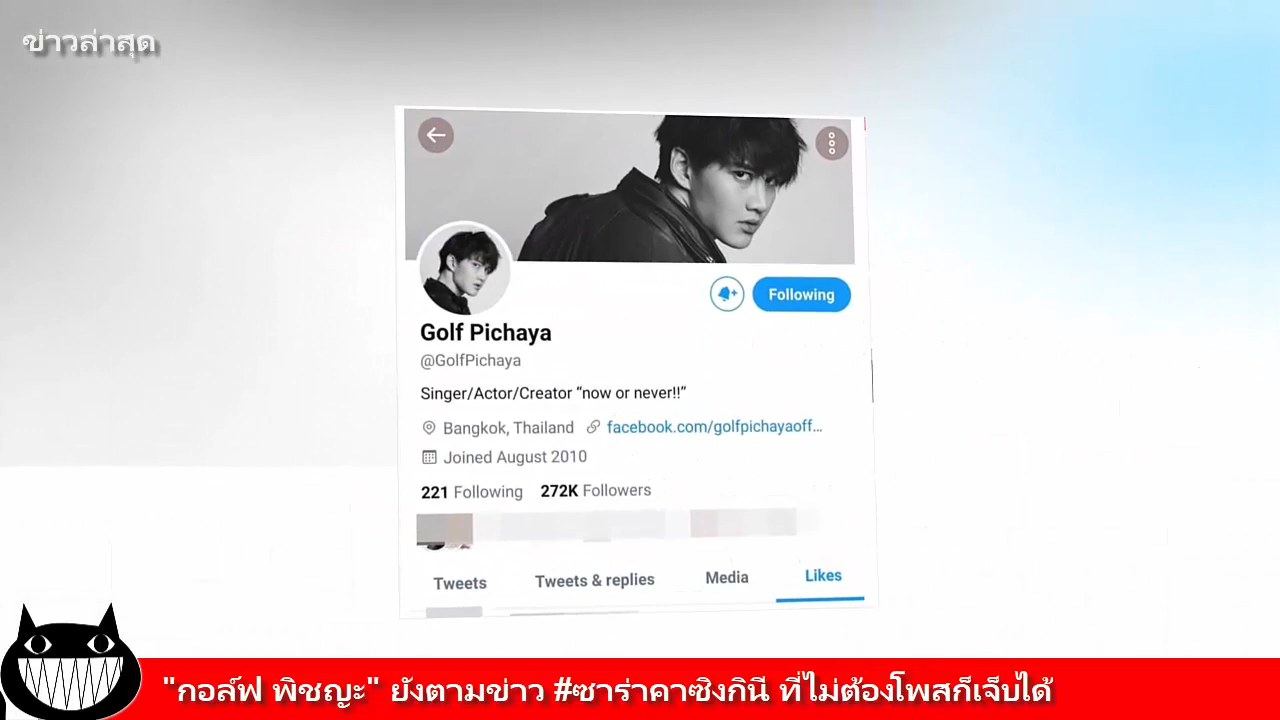 ข่าวล่าสุด
Following
Golf Pichaya
@GolfPichaya
Singer/Actor/Creator “now or never!!”
Bangkok, Thailand facebook.com/golfpichayaoff...
Joined August 2010
221 Following 272K Followers
Tweets Tweets & replies Media Likes
"กอล์ฟ พิชญะ" ยังตามข่าว #ซาร่าคาซิงกินี ที่ไม่ต้องโพสก็เจ็บได้